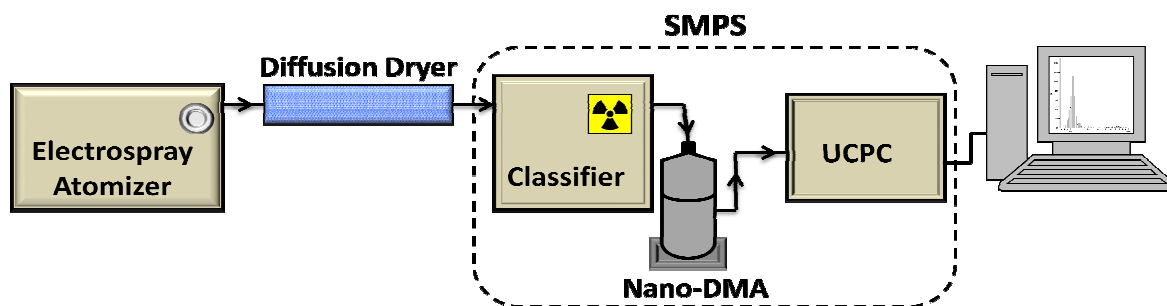 SMPS
Diffusion Dryer
Electrospray
Atomizer
Classifier
UCPC
Nano-DMA